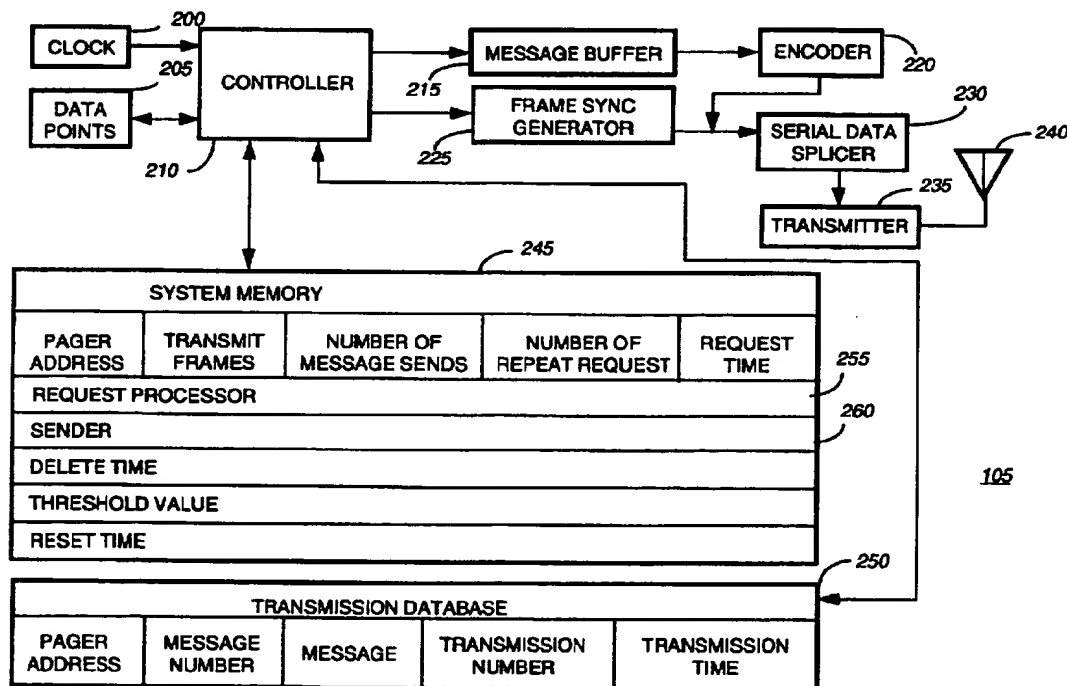 200
CLOCK
205
DATA
POINTS
CONTROLLER
210
MESSAGE BUFFER
215
ENCODER
220
FRAME SYNC
GENERATOR
225
230
SERIAL DATA
SPLICER
240
235
TRANSMITTER
245
SYSTEM MEMORY
PAGER
ADDRESS
TRANSMIT
FRAMES
NUMBER OF
MESSAGE SENDS
NUMBER OF
REPEAT REQUEST
REQUEST
TIME
255
REQUEST PROCESSOR
260
SENDER
DELETE TIME
105
THRESHOLD VALUE
RESET TIME
250
TRANSMISSION DATABASE
PAGER
ADDRESS
MESSAGE
NUMBER
MESSAGE
TRANSMISSION
NUMBER
TRANSMISSION
TIME